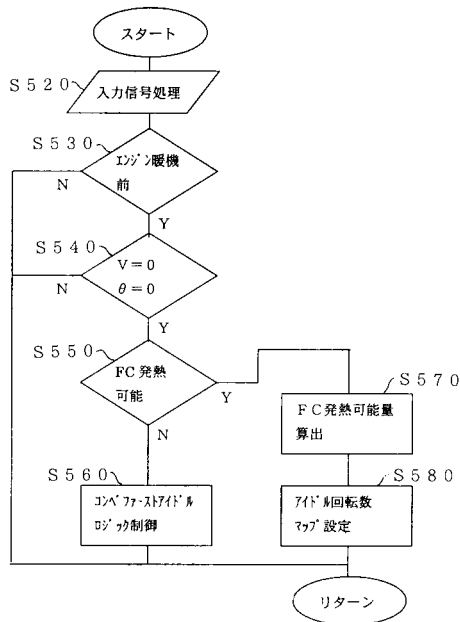 スタート
S520
入力信号処理
S530
エンジン暖機
前
N
Y
S540
V=0
θ=0
N
Y
S550
FC発熱
可能
Y
N
S570
FC発熱可能量
算出
S560
コンベファーストアイドル
ロジック制御
S580
アイドル回転数
マップ設定
リターン